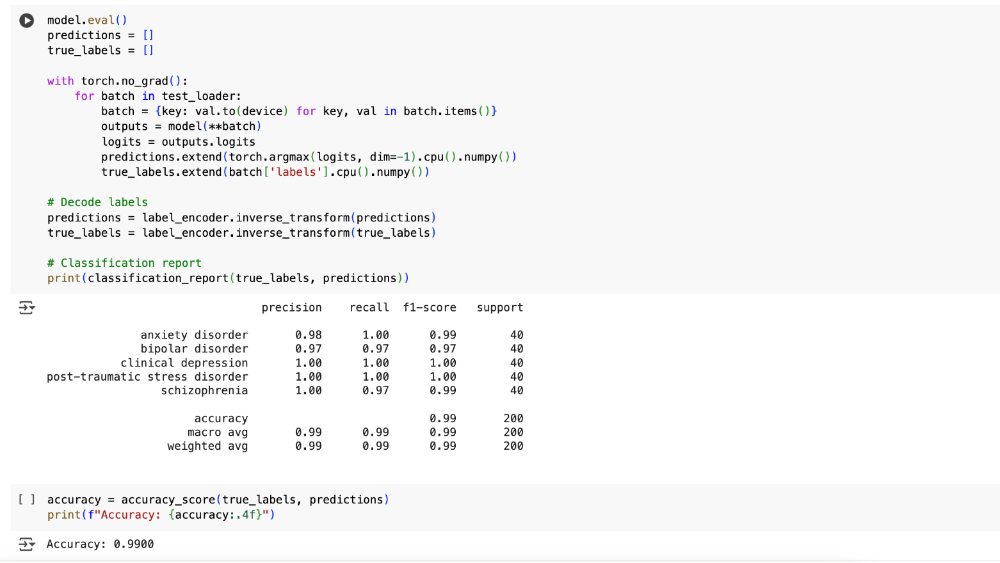 model.eval()
predictions = []
true_labels = []
with torch.no_grad():
for batch in test_loader:
batch = {key: val.to(device) for key, val in batch.items()}
outputs = model(**batch)
logits = outputs.logits
predictions.extend(torch.argmax(logits, dim=-1).cpu().numpy())
true_labels.extend(batch['labels'].cpu().numpy())
# Decode labels
predictions = label_encoder.inverse_transform(predictions)
true_labels = label_encoder.inverse_transform(true_labels)
# Classification report
print(classification_report(true_labels, predictions))
precision recall f1-score support
anxiety disorder 0.98 1.00 0.99 40
bipolar disorder 0.97 0.97 0.97 40
clinical depression 1.00 1.00 1.00 40
post-traumatic stress disorder 1.00 1.00 1.00 40
schizophrenia 1.00 0.97 0.99 40
accuracy 0.99 200
macro avg 0.99 0.99 0.99 200
weighted avg 0.99 0.99 0.99 200
[ ] accuracy = accuracy_score(true_labels, predictions)
print(f"Accuracy: {accuracy:.4f}")
Accuracy: 0.9900